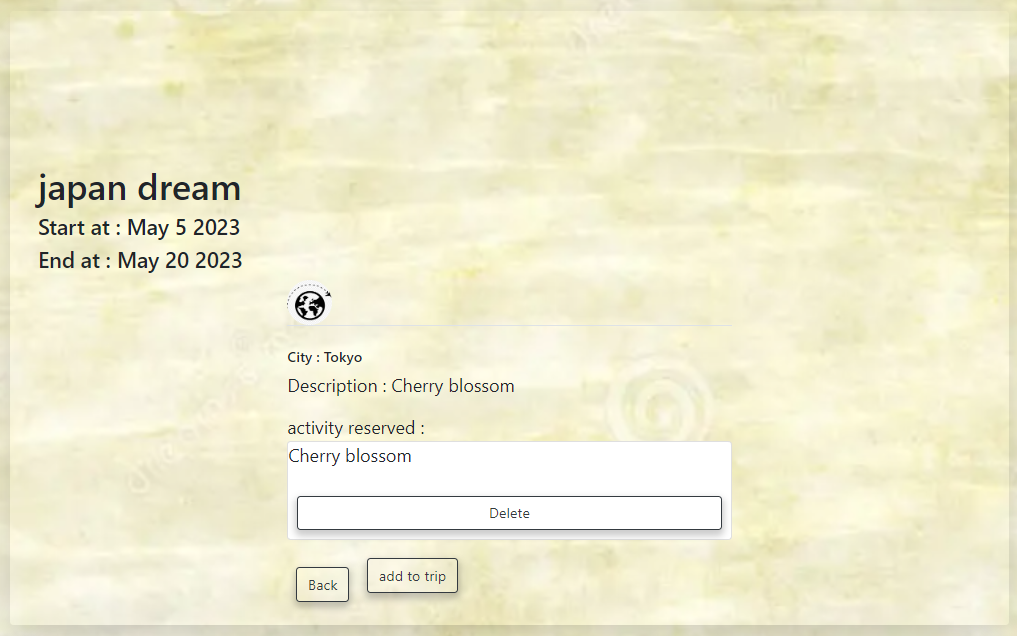 japan dream
Start at : May 5 2023
End at : May 20 2023
City : Tokyo
Description : Cherry blossom
activity reserved :
Cherry blossom
Delete
Back
add to trip